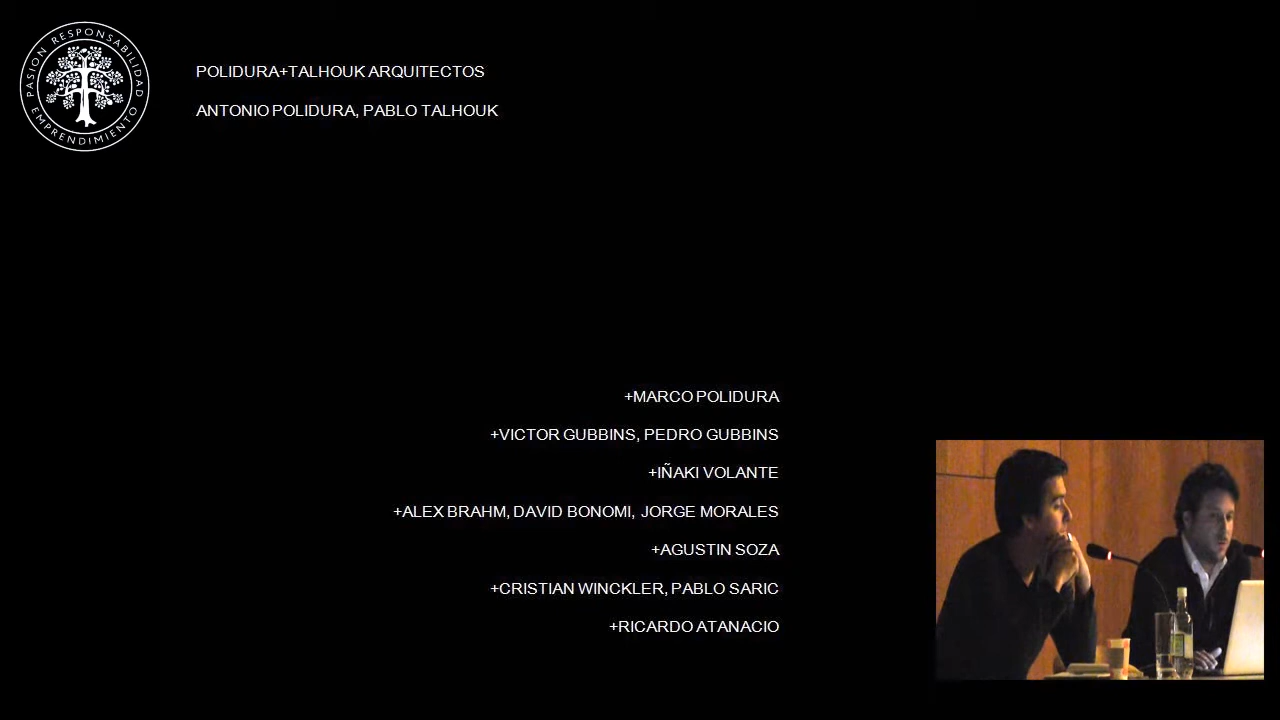 PASION RESPONSABILIDAD
EMPRENDIMIENTO
POLIDURA+TALHOUK ARQUITECTOS
ANTONIO POLIDURA, PABLO TALHOUK
+MARCO POLIDURA
+VICTOR GUBBINS, PEDRO GUBBINS
+IÑAKI VOLANTE
+ALEX BRAHM, DAVID BONOMI, JORGE MORALES
+AGUSTIN SOZA
+CRISTIAN WINCKLER, PABLO SARIC
+RICARDO ATANACIO